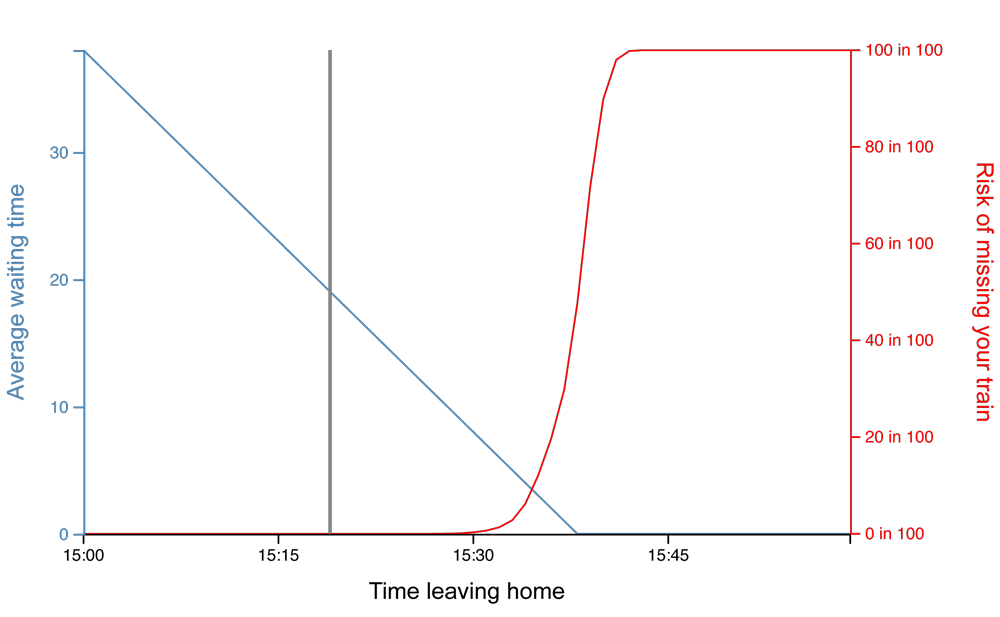 Average waiting time
30
20
10
0
15:00
15:15
15:30
15:45
Time leaving home
100 in 100
80 in 100
60 in 100
40 in 100
20 in 100
0 in 100
Risk of missing your train